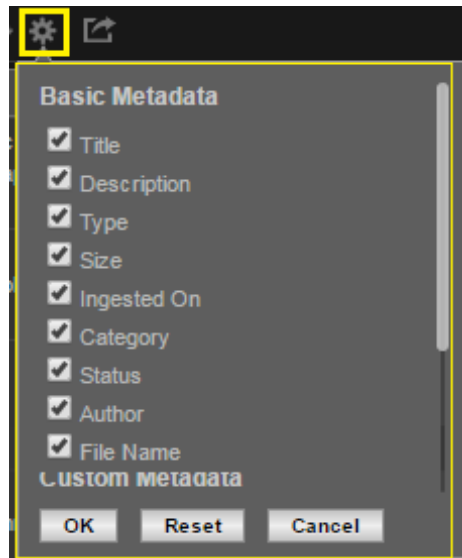 Basic Metadata
Title
Description
Type
Size
Ingested On
Category
Status
Author
File Name
Custom Metadata
OK Reset Cancel